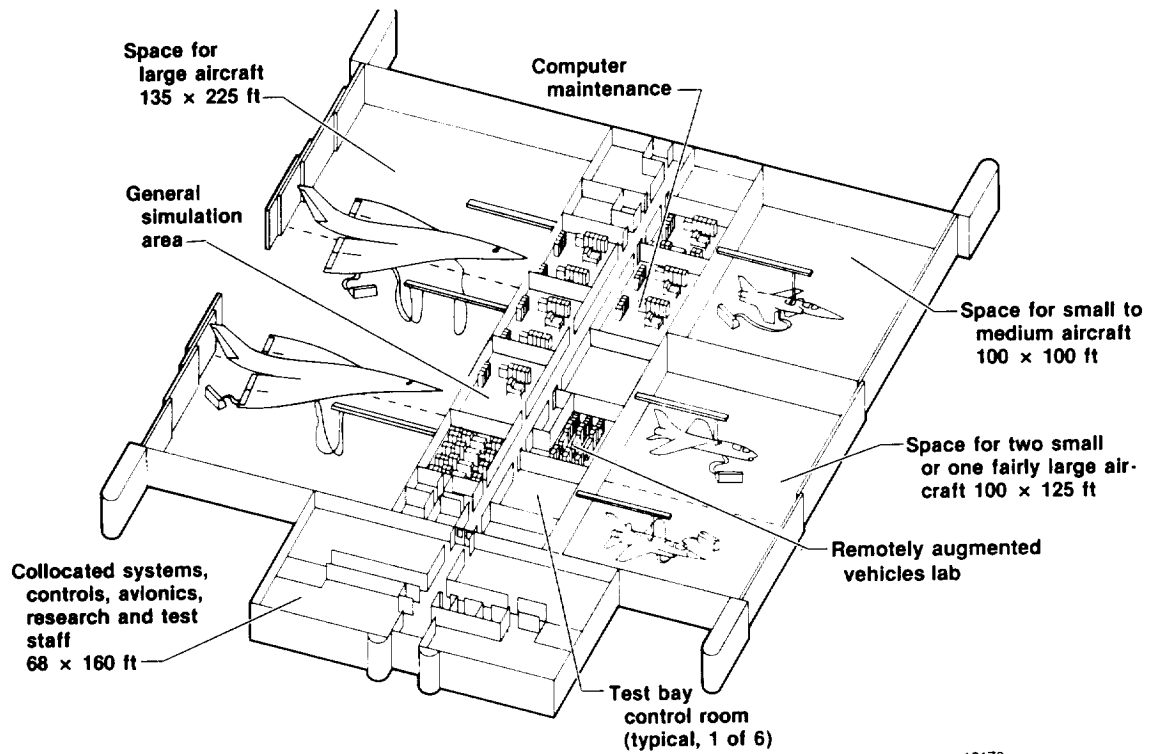 Space for
large aircraft
135 × 225 ft
Computer
maintenance
General
simulation
area
Space for small to
medium aircraft
100 × 100 ft
Space for two small
or one fairly large air-
craft 100 × 125 ft
Remotely augmented
vehicles lab
Collocated systems,
controls, avionics,
research and test
staff
68 × 160 ft
Test bay
control room
(typical, 1 of 6)